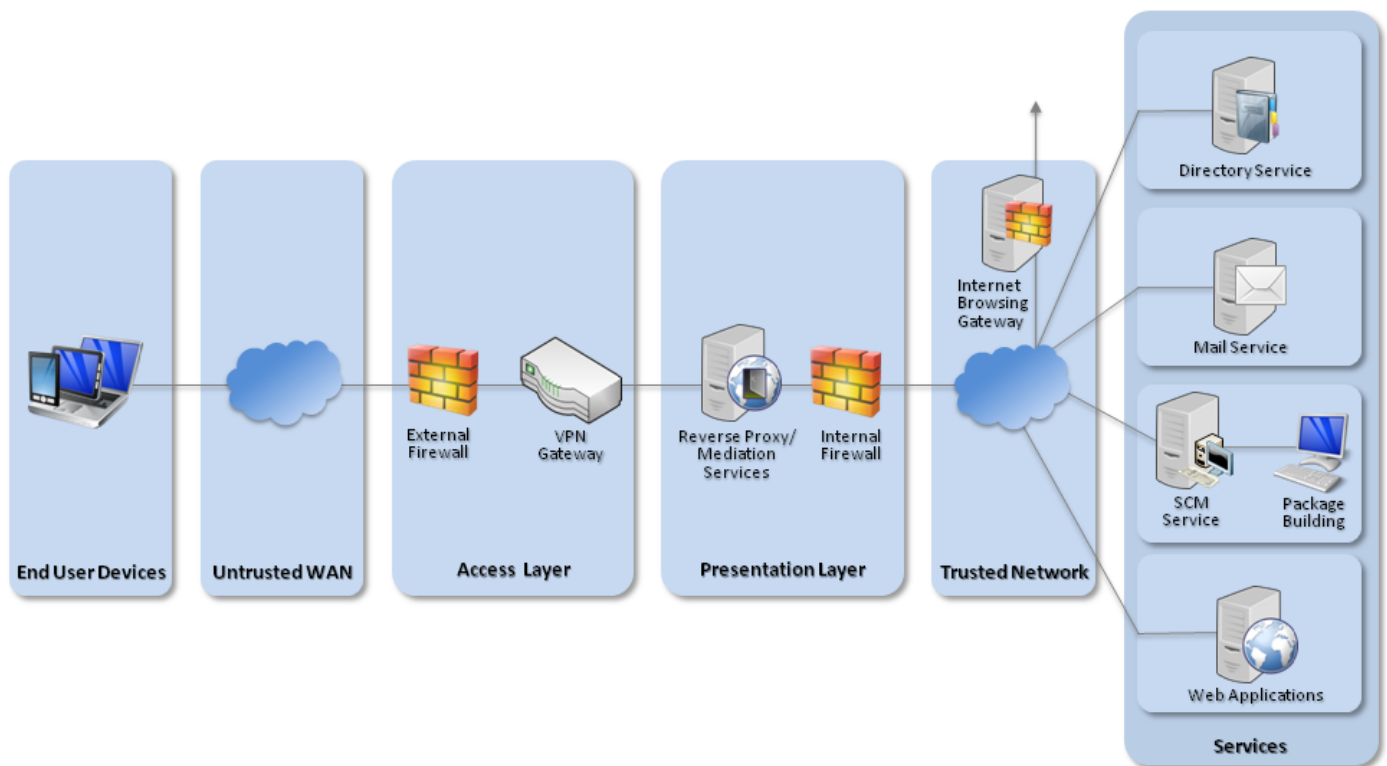 Directory Service
Internet
Browsing
Gateway
Mail Service
External
Firewall
VPN
Gateway
Reverse Proxy/
Mediation
Services
Internal
Firewall
SCM
Service
Package
Building
End User Devices
Untrusted WAN
Access Layer
Presentation Layer
Trusted Network
Web Applications
Services